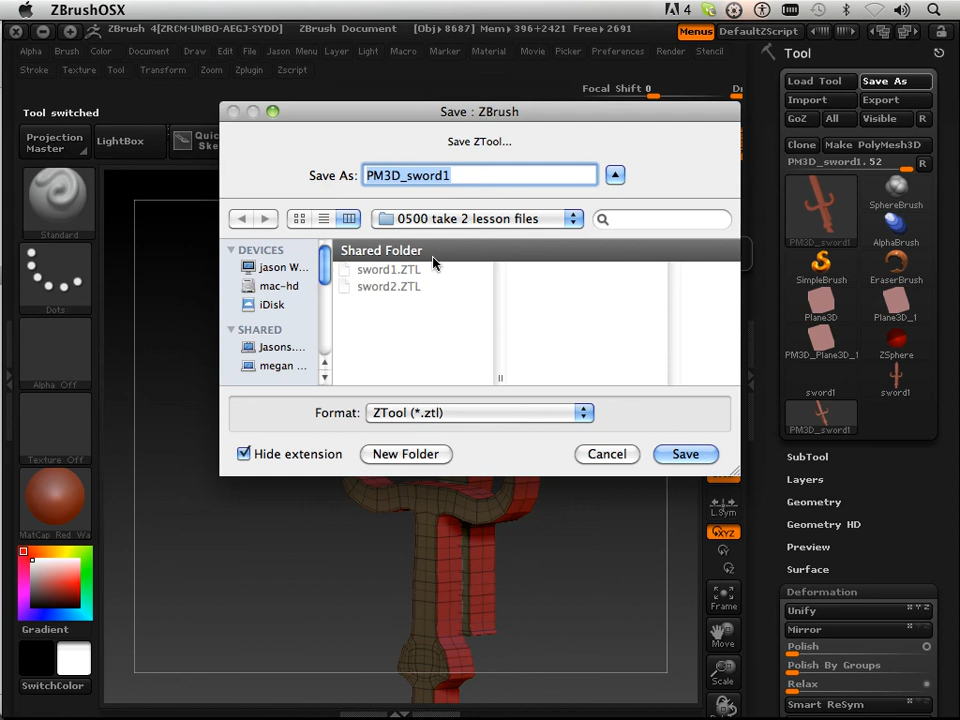 ZBrushOSX
4
ZBrush 4[ZRCM-UMBO-AEGJ-SYDD] ZBrush Document [Obj 8687] Mem 396+2421 Free 2691 Menus DefaultZScript
Alpha Brush Color Document Draw Edit File Jason Menu Layer Light Macro Marker Material Movie Picker Preferences Render Stencil
Stroke Texture Tool Transform Zoom Zplugin Zscript
Focal Shift 0
Tool switched
Projection Master
LightBox
Standard
Dots
Alpha Off
Texture Off
MatCap Red Wa
Gradient
SwitchColor
Save : ZBrush
Save ZTool...
Save As: PM3D_sword1
0500 take 2 lesson files
DEVICES
jason W...
mac-hd
iDisk
SHARED
Jasons....
megan ...
Shared Folder
sword1.ZTL
sword2.ZTL
Format: ZTool (*.ztl)
Hide extension
New Folder
Cancel
Save
L.Sym
XYZ
Frame
Move
Scale
Tool
Load Tool Save As
Import Export
GoZ All Visible R
Clone Make PolyMesh3D
PM3D_sword1. 52 R
PM3D_sword1
SphereBrush
AlphaBrush
SimpleBrush EraserBrush
Plane3D Plane3D_1
PM3D_Plane3D_1 ZSphere
sword1 sword1
PM3D_sword1
SubTool
Layers
Geometry
Geometry HD
Preview
Surface
Deformation
Unify
Mirror
Polish
Polish By Groups
Relax
Smart ReSym